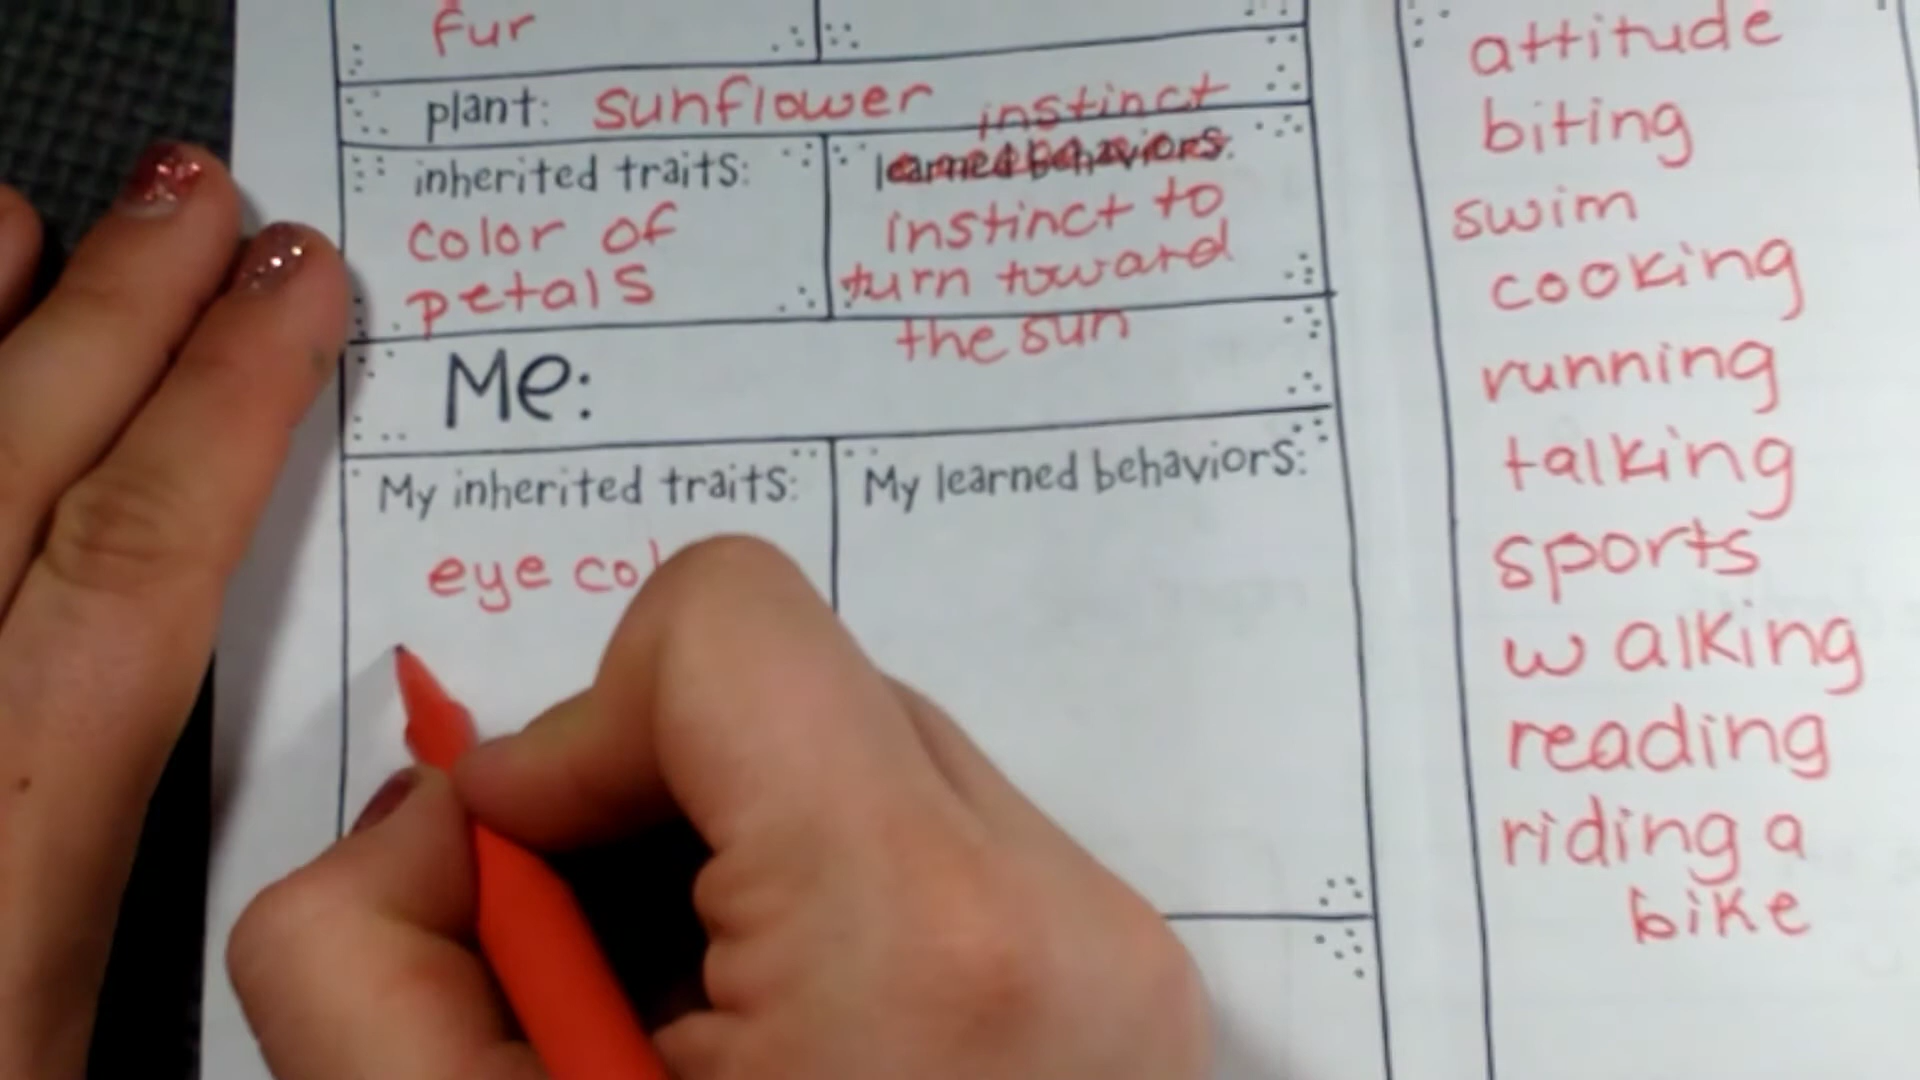 fur
plant: sunflower
instinct
inherited traits:
learned behaviors:
color of
petals
instinct to
turn toward
the sun
Me:
My inherited traits:
My learned behaviors:
eye
attitude
biting
swim
cooking
running
talking
sports
walking
reading
riding a
bike